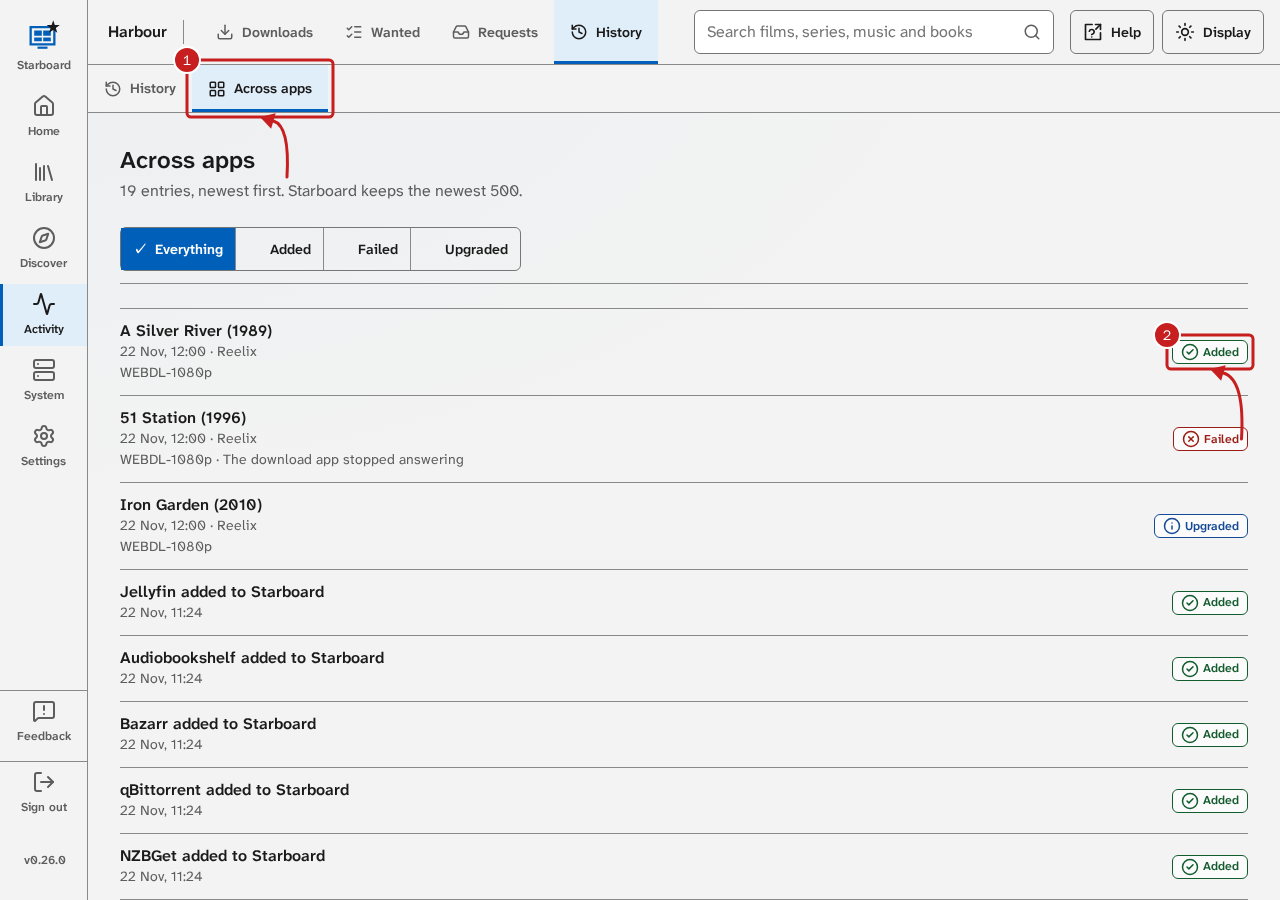 Starboard
Home
Library
Discover
Activity
System
Settings
Feedback
Sign out
v0.26.0
Harbour
Downloads
Wanted
Requests
History
Search films, series, music and books
Help
Display
1
History
Across apps
Across apps
19 entries, newest first. Starboard keeps the newest 500.
✓ Everything
Added
Failed
Upgraded
A Silver River (1989)
22 Nov, 12:00 · Reelix
WEBDL-1080p
2
Added
51 Station (1996)
22 Nov, 12:00 · Reelix
WEBDL-1080p · The download app stopped answering
Failed
Iron Garden (2010)
22 Nov, 12:00 · Reelix
WEBDL-1080p
Upgraded
Jellyfin added to Starboard
22 Nov, 11:24
Added
Audiobookshelf added to Starboard
22 Nov, 11:24
Added
Bazarr added to Starboard
22 Nov, 11:24
Added
qBittorrent added to Starboard
22 Nov, 11:24
Added
NZBGet added to Starboard
22 Nov, 11:24
Added